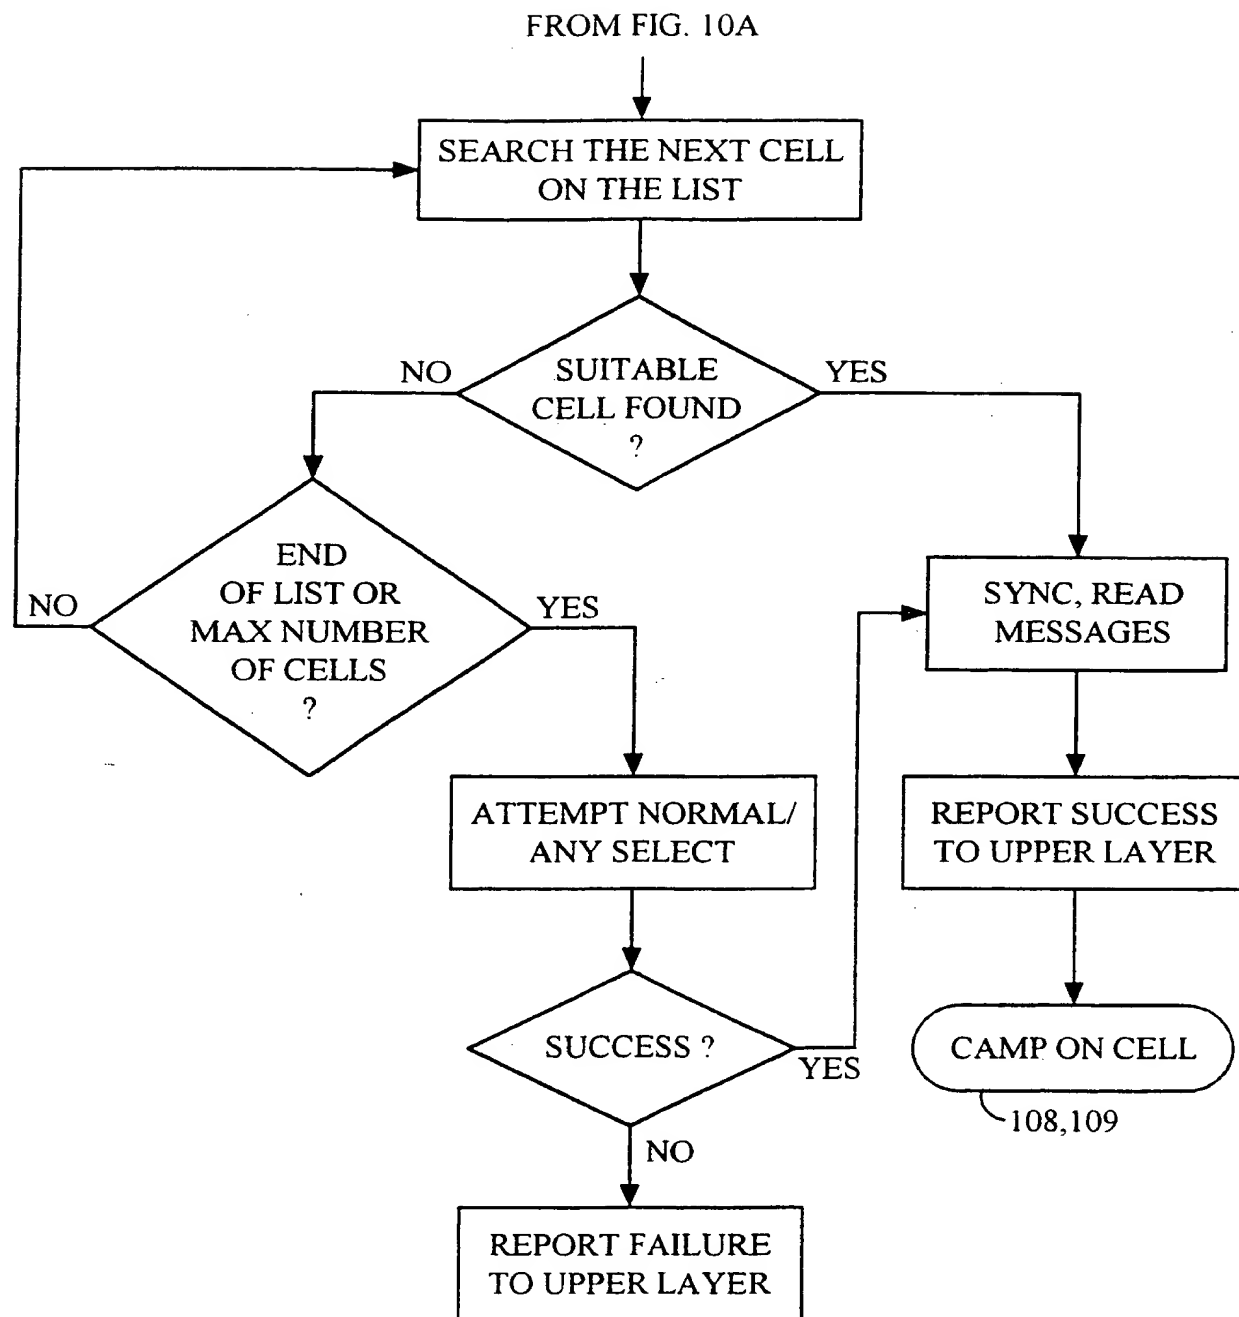 FROM FIG. 10A
SEARCH THE NEXT CELL
ON THE LIST
NO
SUITABLE
CELL FOUND
?
YES
NO
END
OF LIST OR
MAX NUMBER
OF CELLS
?
YES
SYNC, READ
MESSAGES
ATTEMPT NORMAL/
ANY SELECT
REPORT SUCCESS
TO UPPER LAYER
SUCCESS ?
YES
CAMP ON CELL
108,109
NO
REPORT FAILURE
TO UPPER LAYER